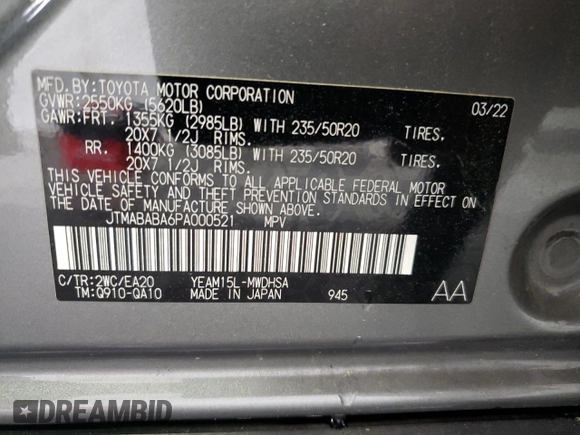 MFD.BY:TOYOTA MOTOR CORPORATION
03/22
GVWR:2550KG (5620LB)
GAWR:FRT. 1355KG (2985LB) WITH 235/50R20 TIRES.
20X7 1/2J RIMS.
RR. 1400KG (3085LB) WITH 235/50R20 TIRES.
20X7 1/2J RIMS.
THIS VEHICLE CONFORMS TO ALL APPLICABLE FEDERAL MOTOR
VEHICLE SAFETY AND THEFT PREVENTION STANDARDS IN EFFECT ON
THE DATE OF MANUFACTURE SHOWN ABOVE.
JTMABABA6PA000521 MPV
C/TR:2WC/EA20 YEAM15L-MWDHSA
TM:Q910-QA10 MADE IN JAPAN 945 AA
DREAMBID